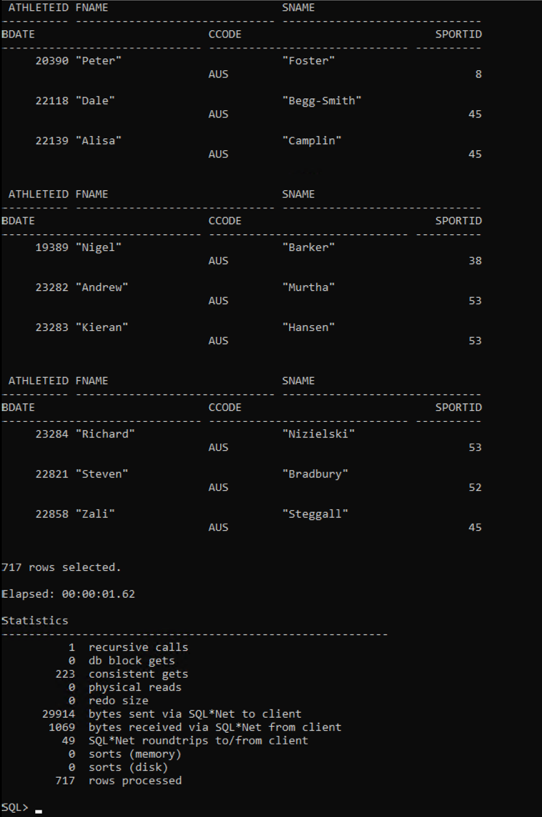 ATHLETEID FNAME                          SNAME
---------- ------------------------------ ------------------------------
BDATE                          CCODE                            SPORTID
------------------------------ ------------------------------ ----------
     20390 "Peter"                        "Foster"
                               AUS                                     8

     22118 "Dale"                         "Begg-Smith"
                               AUS                                    45

     22139 "Alisa"                        "Camplin"
                               AUS                                    45


 ATHLETEID FNAME                          SNAME
---------- ------------------------------ ------------------------------
BDATE                          CCODE                            SPORTID
------------------------------ ------------------------------ ----------
     19389 "Nigel"                        "Barker"
                               AUS                                    38

     23282 "Andrew"                       "Murtha"
                               AUS                                    53

     23283 "Kieran"                       "Hansen"
                               AUS                                    53


 ATHLETEID FNAME                          SNAME
---------- ------------------------------ ------------------------------
BDATE                          CCODE                            SPORTID
------------------------------ ------------------------------ ----------
     23284 "Richard"                      "Nizielski"
                               AUS                                    53

     22821 "Steven"                       "Bradbury"
                               AUS                                    52

     22858 "Zali"                         "Steggall"
                               AUS                                    45


717 rows selected.

Elapsed: 00:00:01.62

Statistics
----------------------------------------------------------
          1  recursive calls
          0  db block gets
        223  consistent gets
          0  physical reads
          0  redo size
      29914  bytes sent via SQL*Net to client
       1069  bytes received via SQL*Net from client
         49  SQL*Net roundtrips to/from client
          0  sorts (memory)
          0  sorts (disk)
        717  rows processed

SQL> _